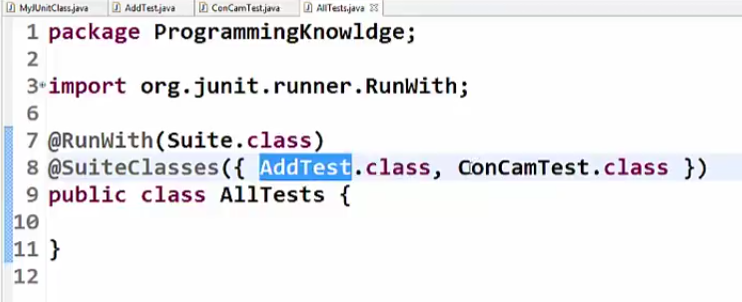 MyJUnitClass.java AddTest.java ConCamTest.java AllTests.java
1 package ProgrammingKnowldge;
2
3 import org.junit.runner.RunWith;
6
7 @RunWith(Suite.class)
8 @SuiteClasses({ AddTest.class, ConCamTest.class })
9 public class AllTests {
10
11 }
12